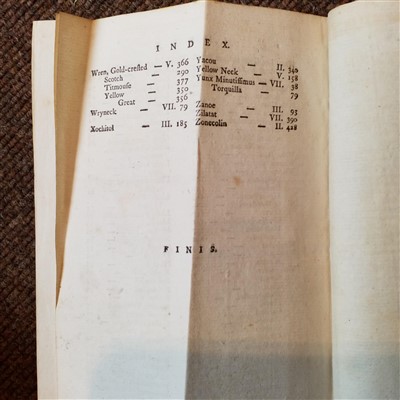 INDEX.
Wren, Gold-crested — V. 366
Scotch — 290
Titmouse — 377
Yellow — 350
Great — 356
Wryneck — VII. 79
Xochitol — III. 185
Yacou — II. 340
Yellow Neck — V. 158
Yunx Minutissimus — VII. 38
Torquilla — 79
Zanoe — III. 93
Zilatat — VII. 390
Zonecolin — II. 428
FINIS.